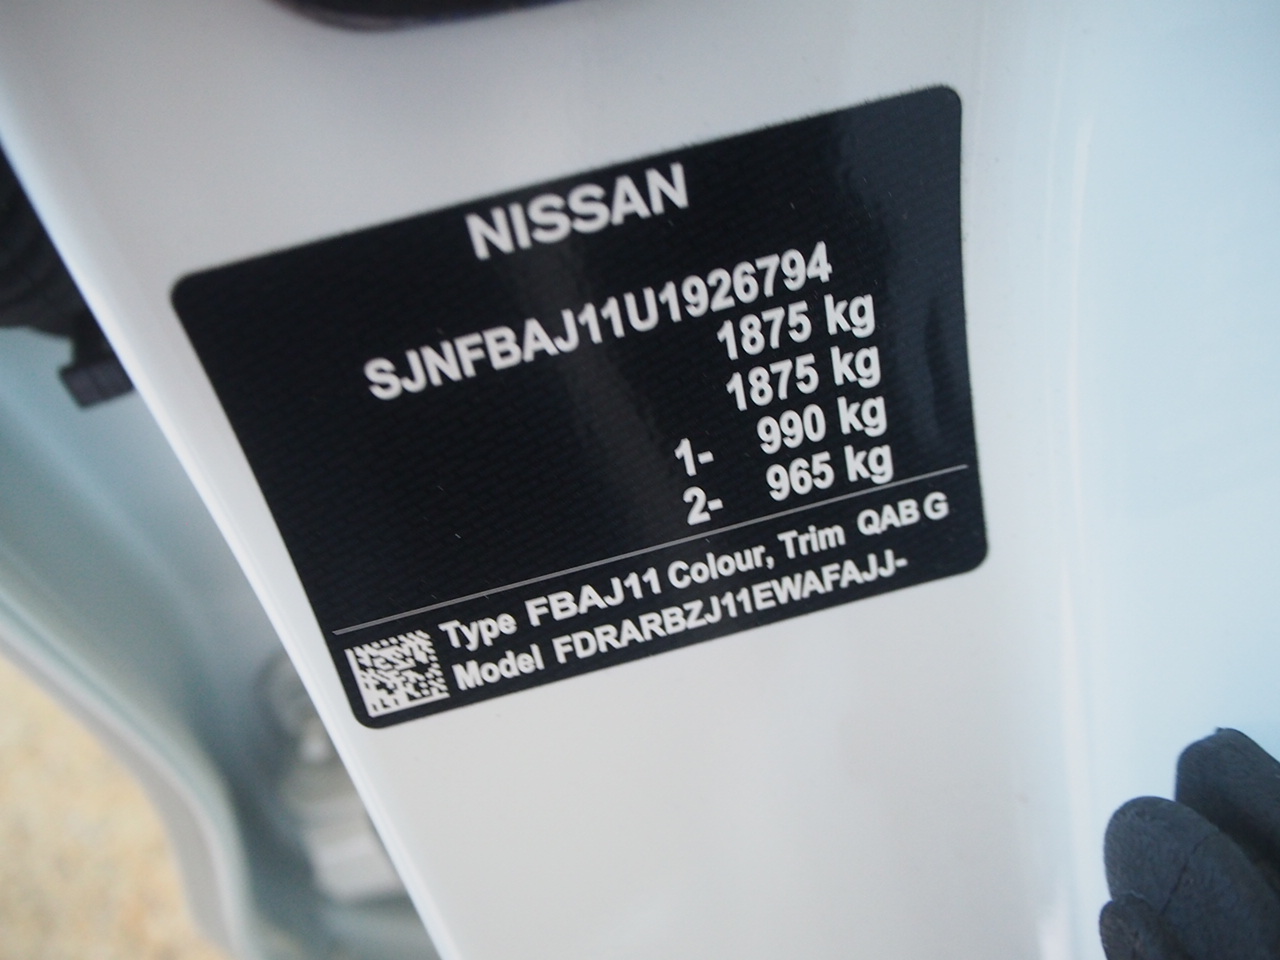 NISSAN
SJNFBAJ11U1926794
1875 kg
1875 kg
1- 990 kg
2- 965 kg
Type FBAJ11 Colour, Trim QAB G
Model FDRARBZJ11EWAFAJJ-